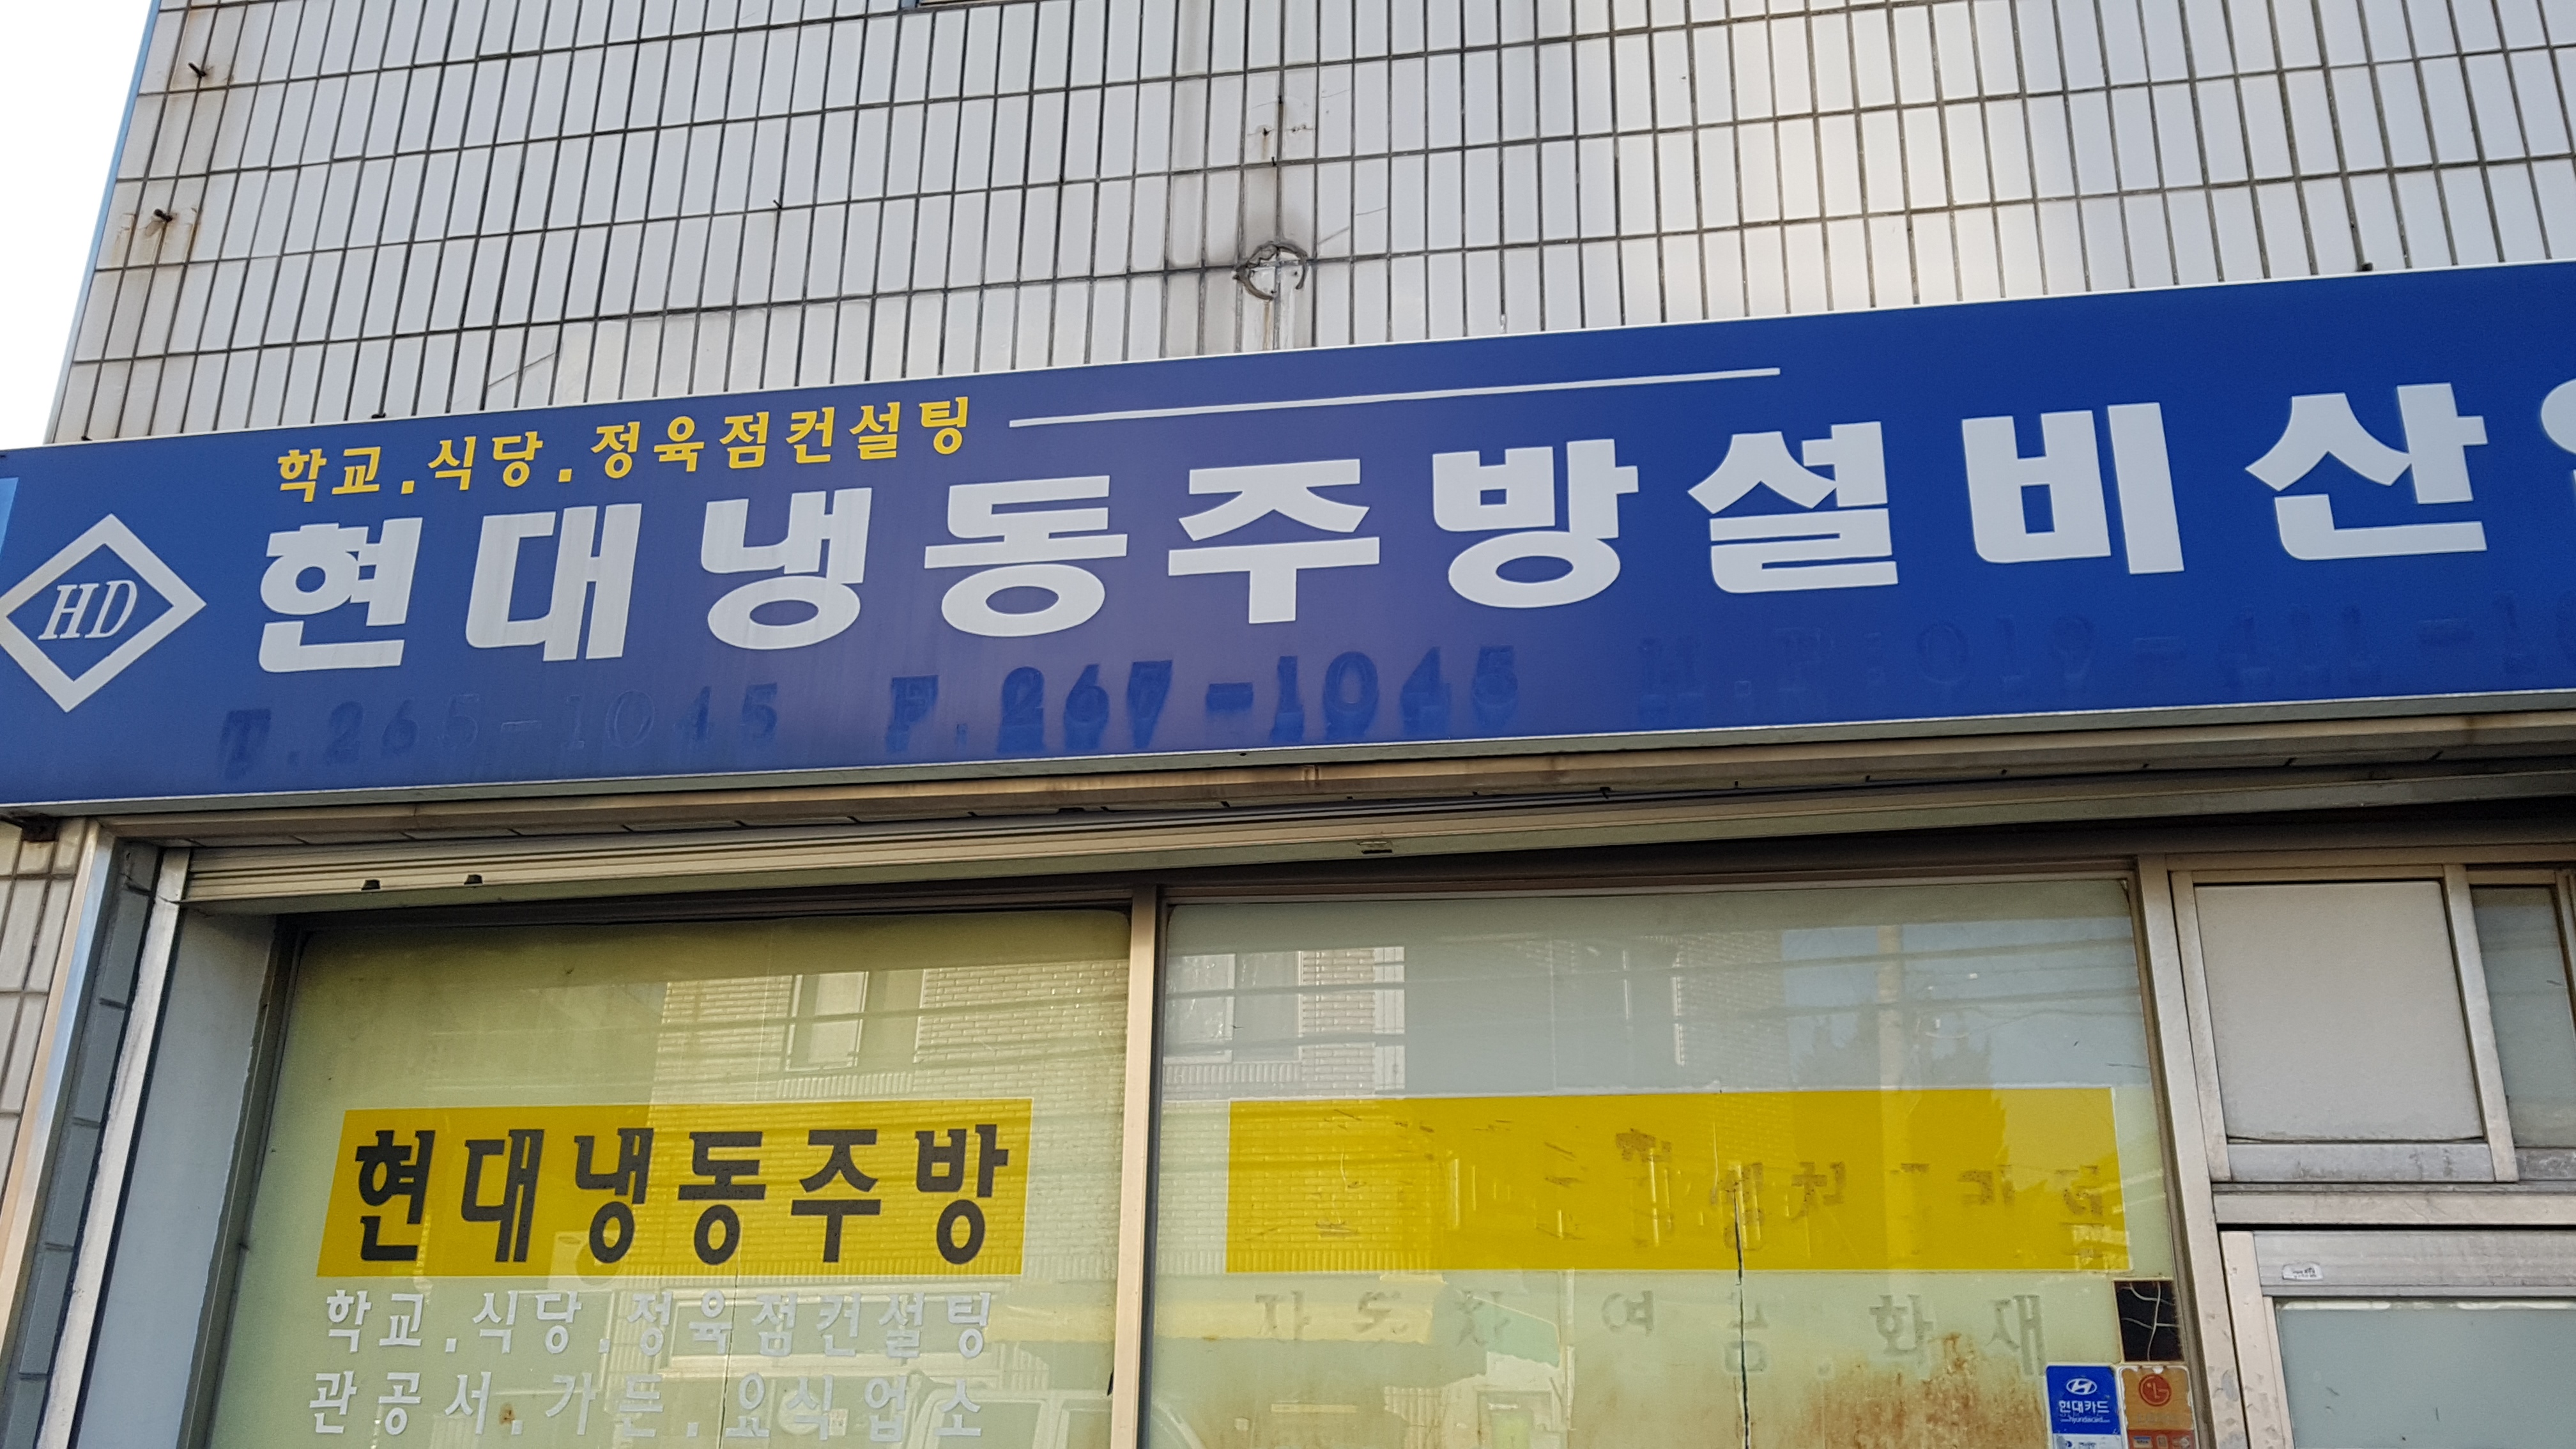 학교.식당.정육점컨설팅
HD 현대냉동주방설비산
T.265-1045 F.267-1045
현대냉동주방
학교.식당.정육점컨설팅
관공서.가든.요식업소
현대카드
Hyundaicard